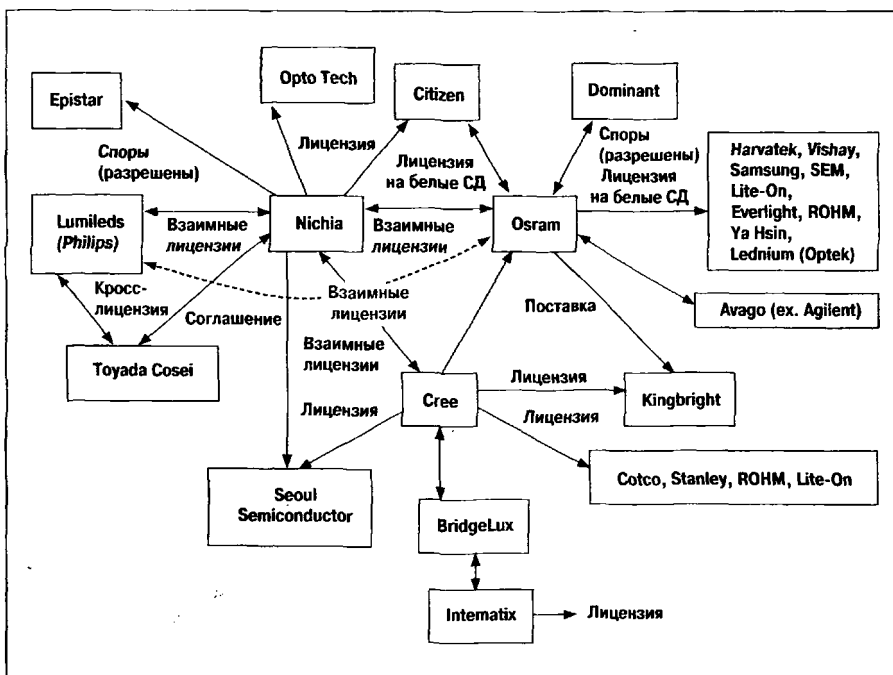 Opto Tech
Citizen
Dominant
Epistar
Споры
(разрешены)
Лицензия
Лицензия
на белые СД
Споры
(разрешены)
Лицензия
на белые СД
Harvatek, Vishay,
Samsung, SEM,
Lite-On,
Everlight, ROHM,
Ya Hsin,
Lednium (Optek)
Lumileds
(Philips)
Взаимные
лицензии
Nichia
Взаимные
лицензии
Osram
Кросс-
лицензия
Соглашение
Взаимные
лицензии
Поставка
Avago (ex. Agilent)
Toyada Cosei
Взаимные
лицензии
Cree
Лицензия
Kingbright
Лицензия
Лицензия
Seoul
Semiconductor
Cotco, Stanley, ROHM, Lite-On
BridgeLux
Intematix
Лицензия